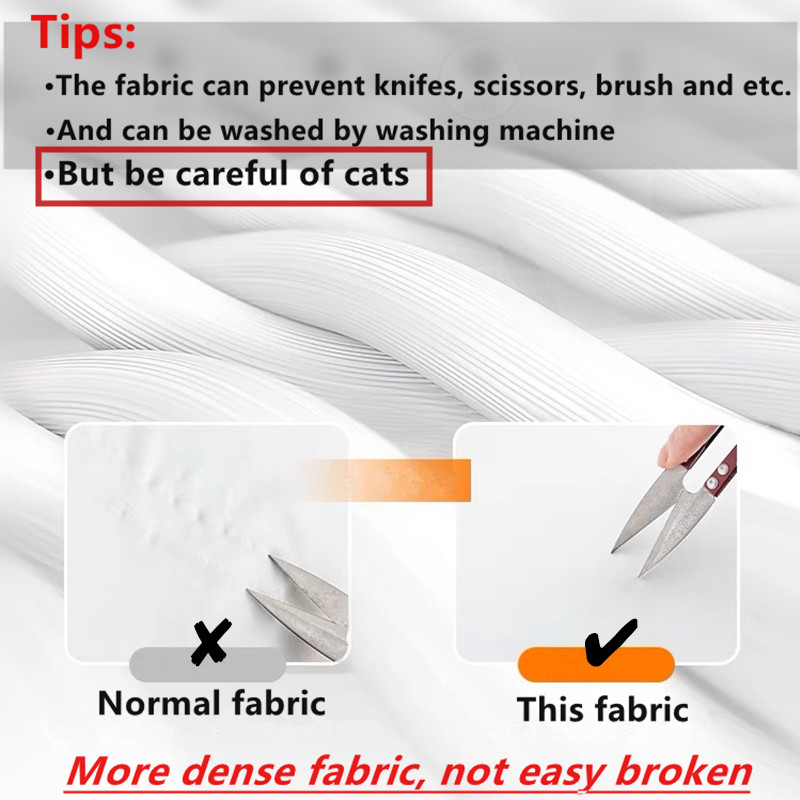 Tips:
•The fabric can prevent knifes, scissors, brush and etc.
•And can be washed by washing machine
•But be careful of cats
Normal fabric
This fabric
More dense fabric, not easy broken